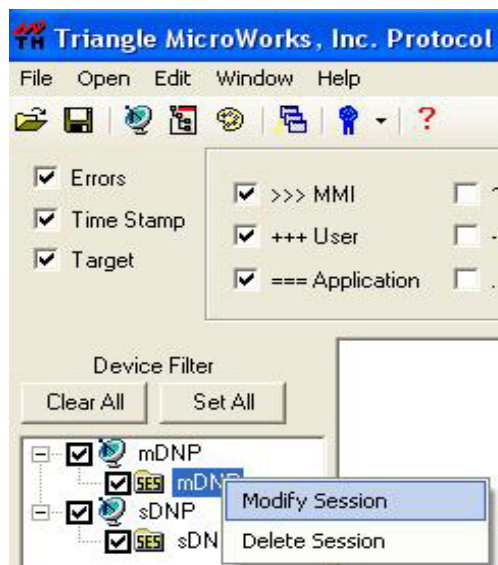 TH Triangle MicroWorks, Inc. Protocol
File Open Edit Window Help
Errors
Time Stamp
Target
>>> MMI
+++ User
=== Application
Device Filter
Clear All Set All
mDNP
SES mDNP
Modify Session
sDNP
SES sDN
Delete Session